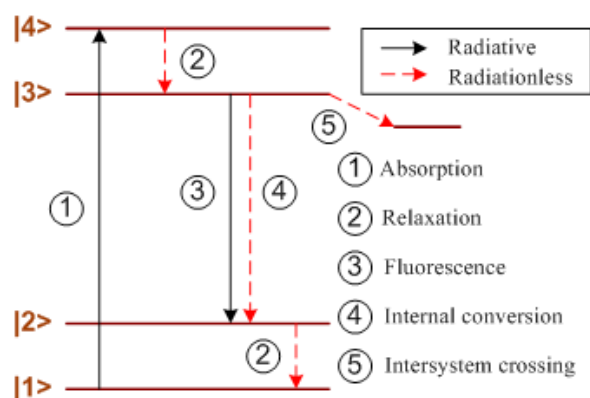 |4>
②
Radiative
|3>
Radiationless
⑤
① Absorption
①
③
④
② Relaxation
③ Fluorescence
|2>
④ Internal conversion
②
⑤ Intersystem crossing
|1>